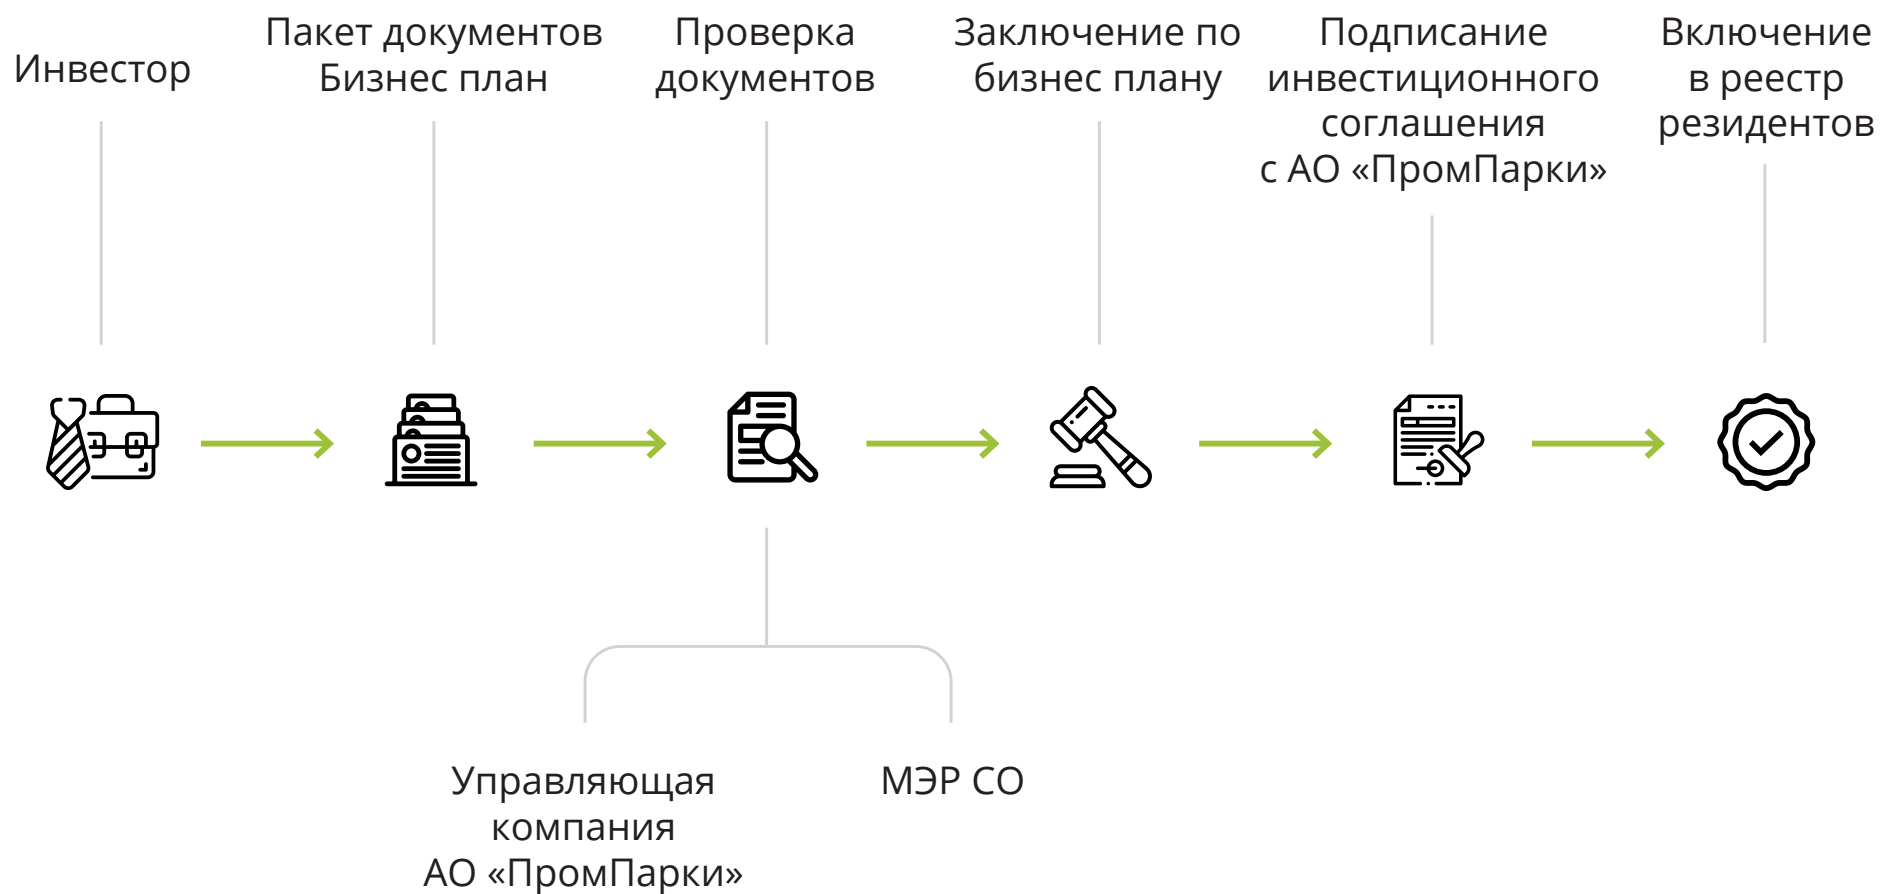 Инвестор
Пакет документов
Бизнес план
Проверка
документов
Заключение по
бизнес плану
Подписание
инвестиционного
соглашения
с АО «ПромПарки»
Включение
в реестр
резидентов
Управляющая
компания
АО «ПромПарки»
МЭР СО